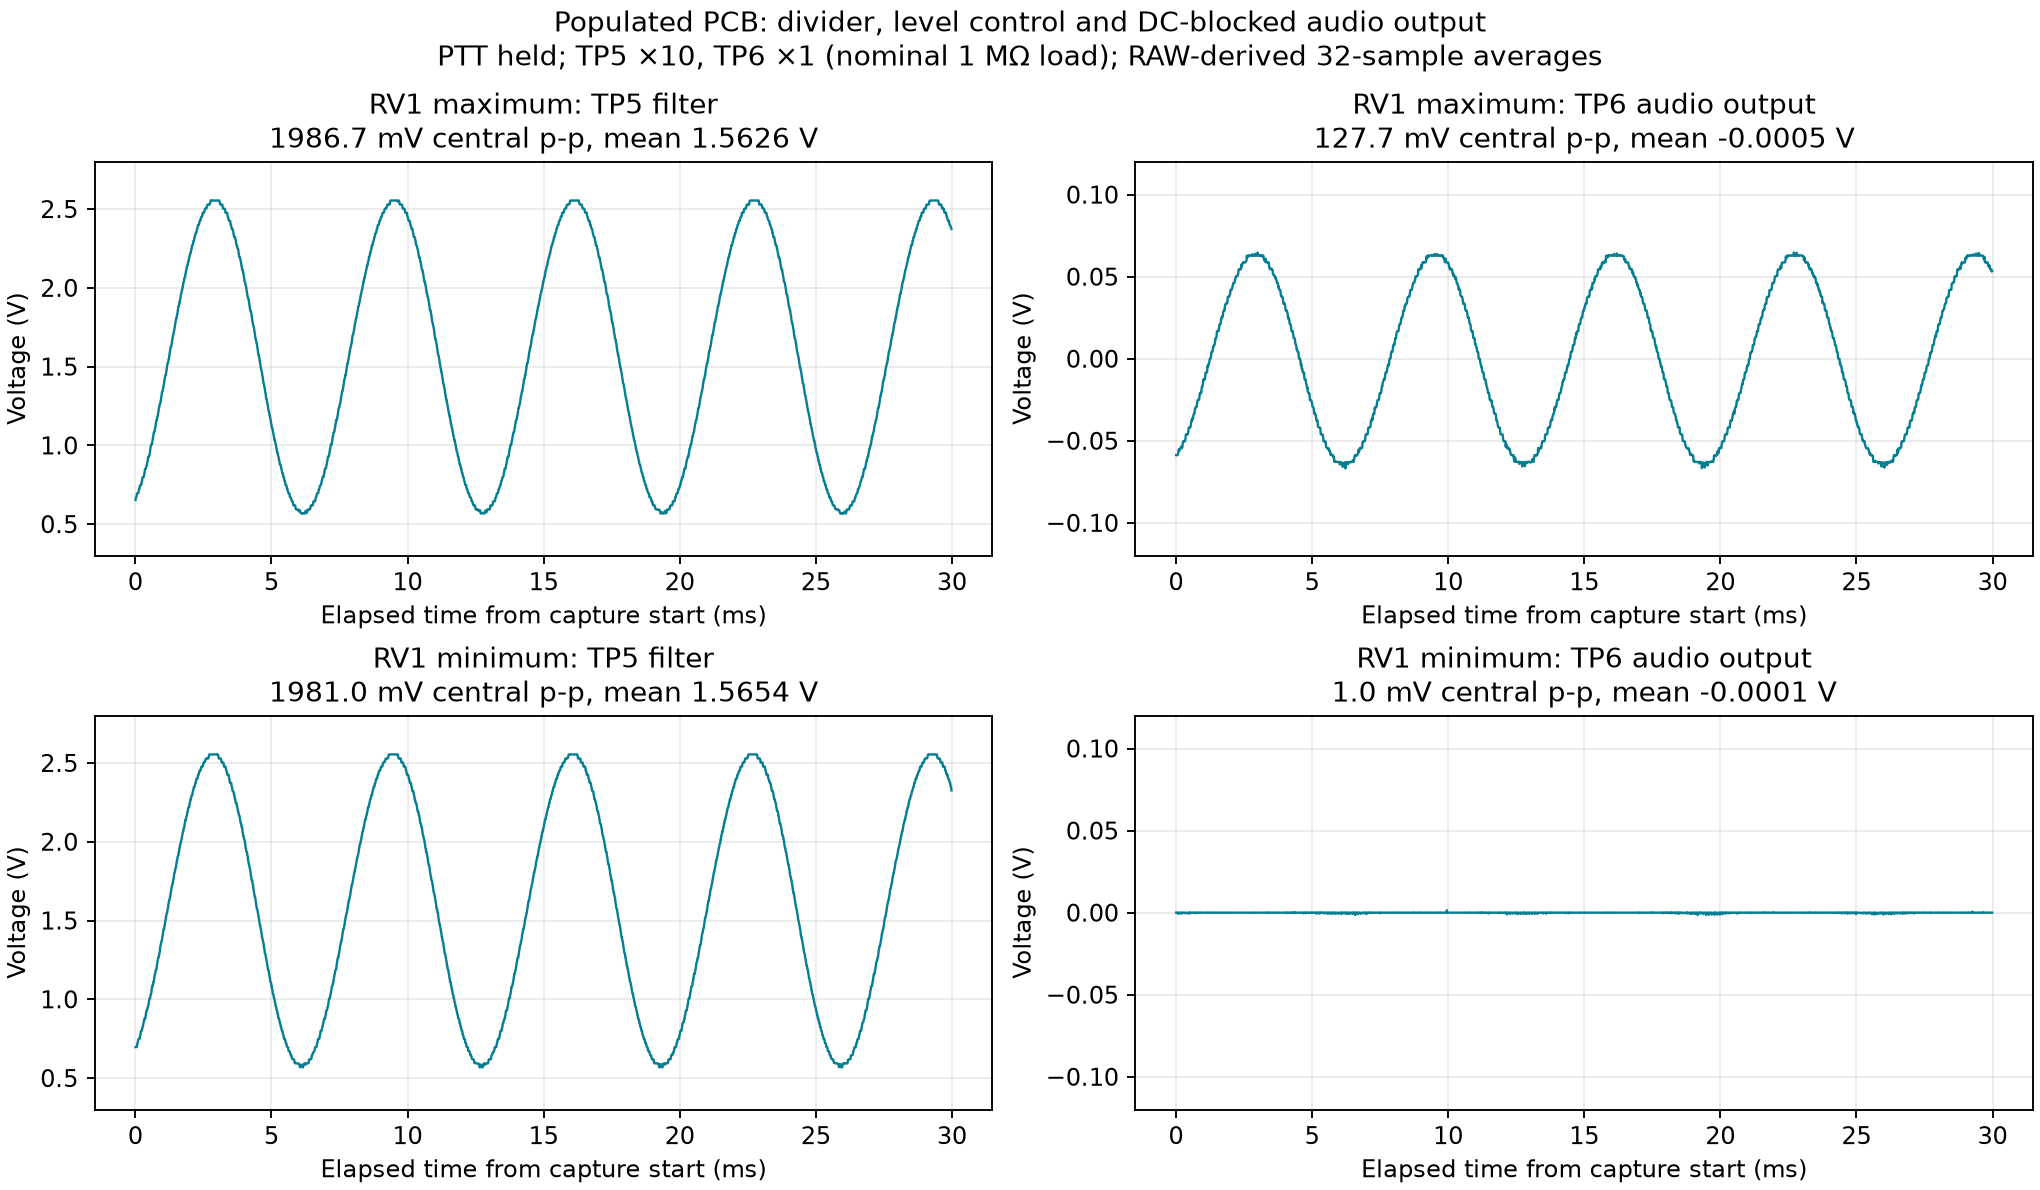 Populated PCB: divider, level control and DC-blocked audio output
PTT held; TP5 ×10, TP6 ×1 (nominal 1 MΩ load); RAW-derived 32-sample averages
RV1 maximum: TP5 filter
1986.7 mV central p-p, mean 1.5626 V
Voltage (V)
2.5
2.0
1.5
1.0
0.5
0 5 10 15 20 25 30
Elapsed time from capture start (ms)
RV1 maximum: TP6 audio output
127.7 mV central p-p, mean -0.0005 V
Voltage (V)
0.10
0.05
0.00
−0.05
−0.10
0 5 10 15 20 25 30
Elapsed time from capture start (ms)
RV1 minimum: TP5 filter
1981.0 mV central p-p, mean 1.5654 V
Voltage (V)
2.5
2.0
1.5
1.0
0.5
0 5 10 15 20 25 30
Elapsed time from capture start (ms)
RV1 minimum: TP6 audio output
1.0 mV central p-p, mean -0.0001 V
Voltage (V)
0.10
0.05
0.00
−0.05
−0.10
0 5 10 15 20 25 30
Elapsed time from capture start (ms)